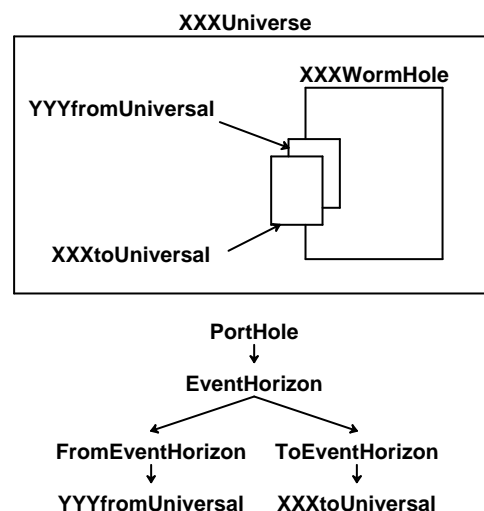 XXXUniverse
XXXWormHole
YYYfromUniversal
XXXtoUniversal
PortHole
EventHorizon
FromEventHorizon ToEventHorizon
YYYfromUniversal XXXtoUniversal